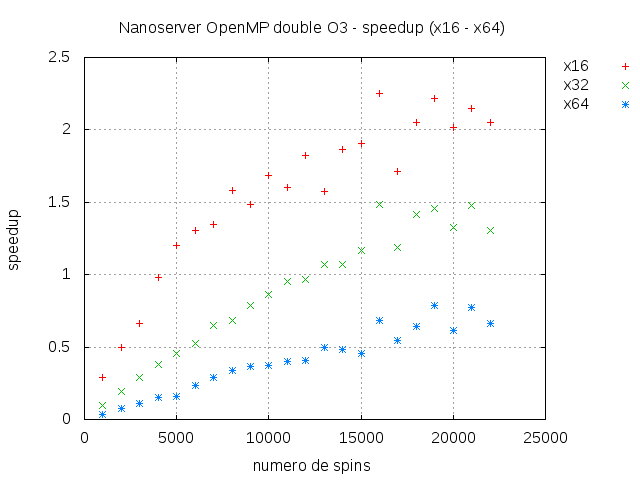 Nanoserver OpenMP double O3 - speedup (x16 - x64)
x16
x32
x64
2.5
2
1.5
1
0.5
0
speedup
0
5000
10000
15000
20000
25000
numero de spins